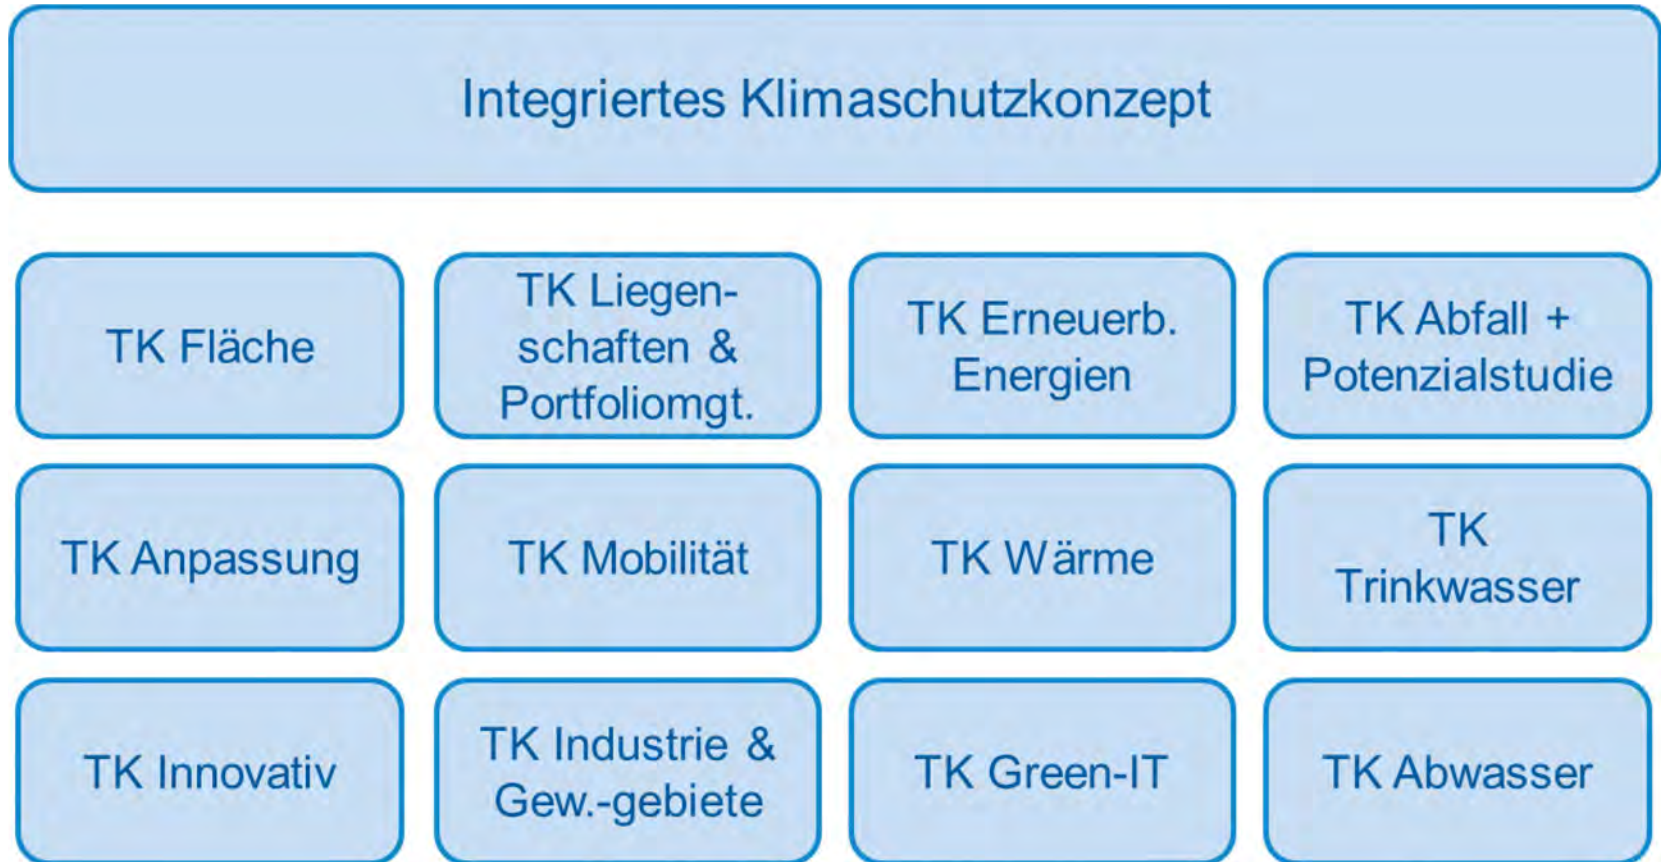 Integriertes Klimaschutzkonzept
TK Fläche
TK Liegen-
schaften &
Portfoliomgt.
TK Erneuerb.
Energien
TK Abfall +
Potenzialstudie
TK Anpassung
TK Mobilität
TK Wärme
TK
Trinkwasser
TK Innovativ
TK Industrie &
Gew.-gebiete
TK Green-IT
TK Abwasser